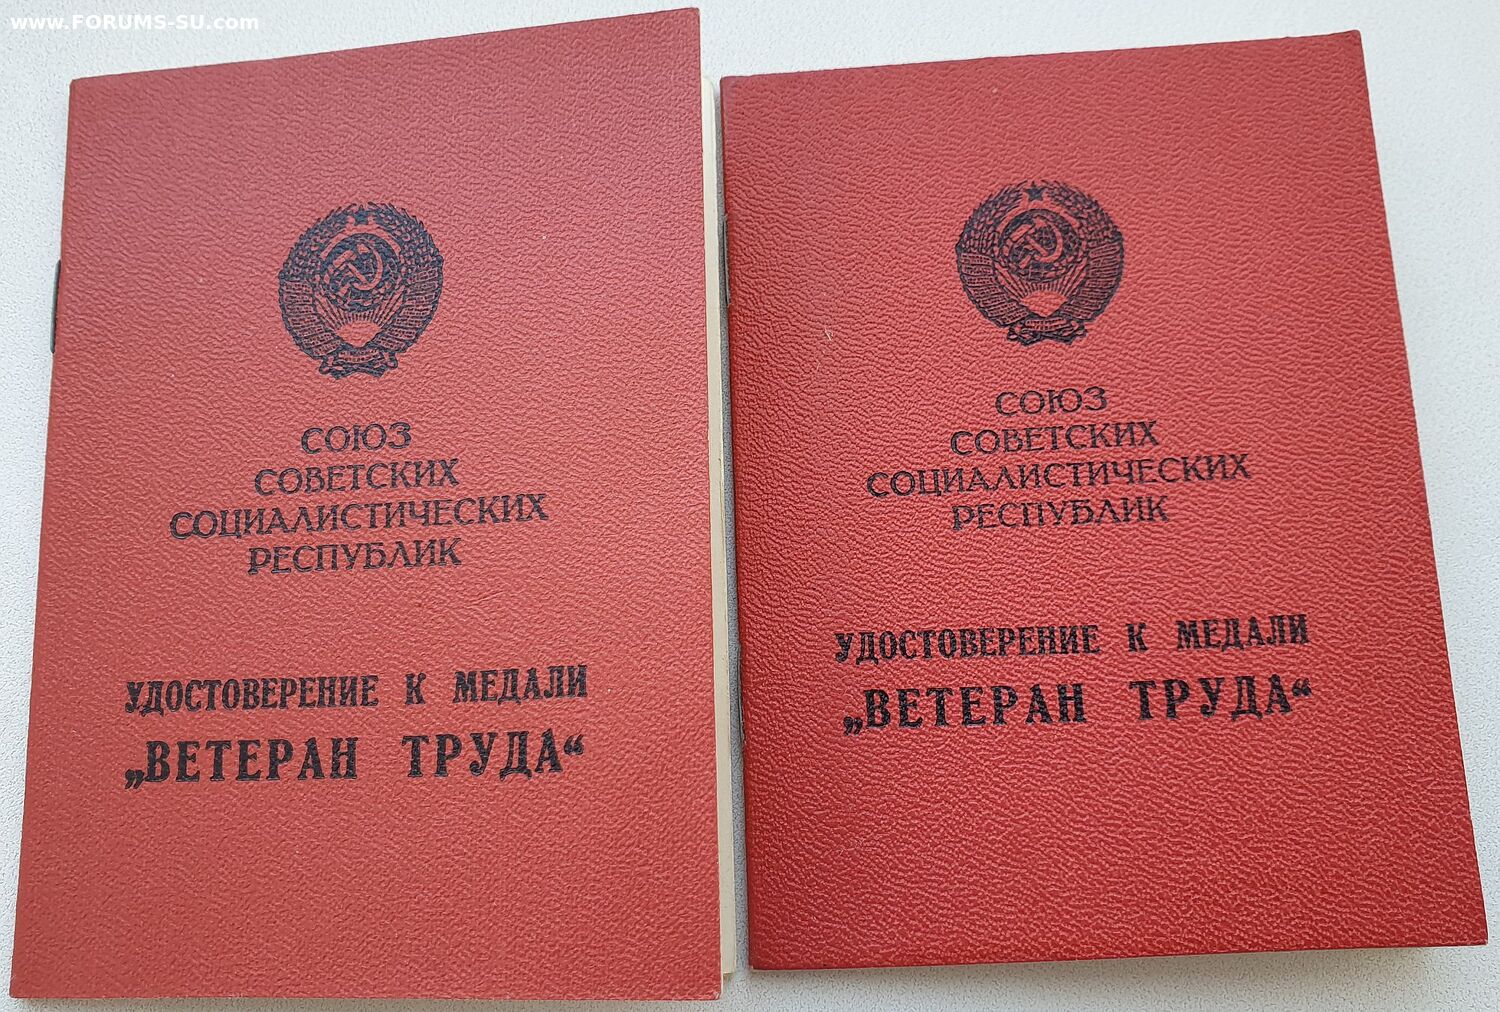 www.FORUMS-SU.com
СОЮЗ
СОВЕТСКИХ
СОЦИАЛИСТИЧЕСКИХ
РЕСПУБЛИК
УДОСТОВЕРЕНИЕ К МЕДАЛИ
„ВЕТЕРАН ТРУДА“
СОЮЗ
СОВЕТСКИХ
СОЦИАЛИСТИЧЕСКИХ
РЕСПУБЛИК
УДОСТОВЕРЕНИЕ К МЕДАЛИ
„ВЕТЕРАН ТРУДА“